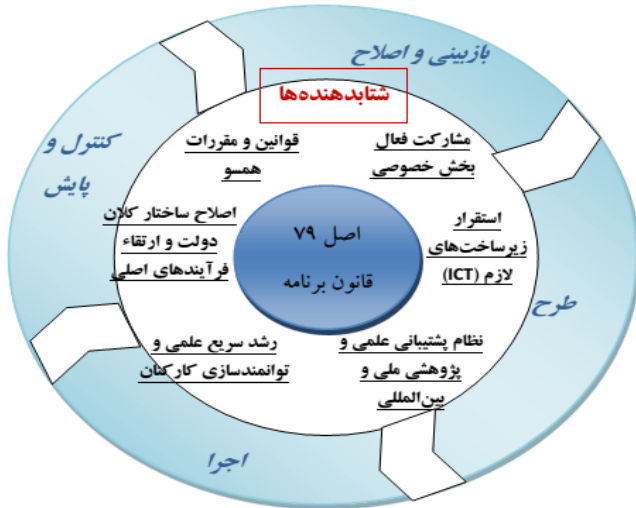 بازبینی و اصلاح
شتابدهنده‌ها
مشارکت فعال
بخش خصوصی
قوانین و مقررات
همسو
کنترل و
پایش
استقرار
زیرساخت‌های
لازم (ICT)
اصل ۷۹
قانون برنامه
اصلاح ساختار کلان
دولت و ارتقاء
فرآیندهای اصلی
طرح
نظام پشتیبانی علمی و
پژوهشی ملی و
بین‌المللی
رشد سریع علمی و
توانمندسازی کارکنان
اجرا